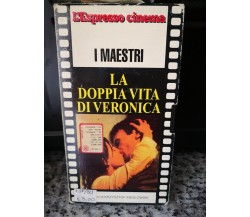 L'Espresso cinema
I MAESTRI
LA
DOPPIA VITA
DI VERONICA